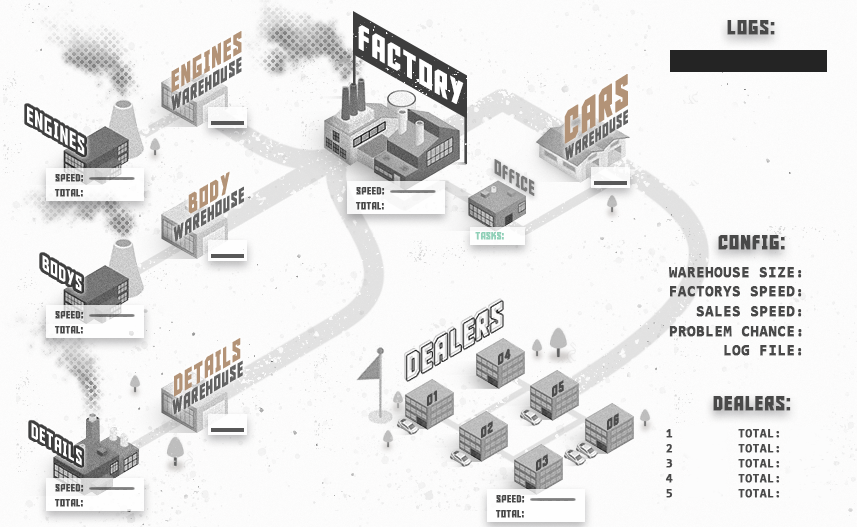 ENGINES
WAREHOUSE
FACTORY
LOGS:
ENGINES
SPEED:
TOTAL:
CARS
WAREHOUSE
BODY
WAREHOUSE
SPEED:
TOTAL:
OFFICE
TASKS:
BODYS
SPEED:
TOTAL:
CONFIG:
WAREHOUSE SIZE:
FACTORYS SPEED:
SALES SPEED:
PROBLEM CHANCE:
LOG FILE:
DETAILS
WAREHOUSE
DEALERS
04
05
01
06
02
03
DETAILS
SPEED:
TOTAL:
SPEED:
TOTAL:
DEALERS:
1 TOTAL:
2 TOTAL:
3 TOTAL:
4 TOTAL:
5 TOTAL: